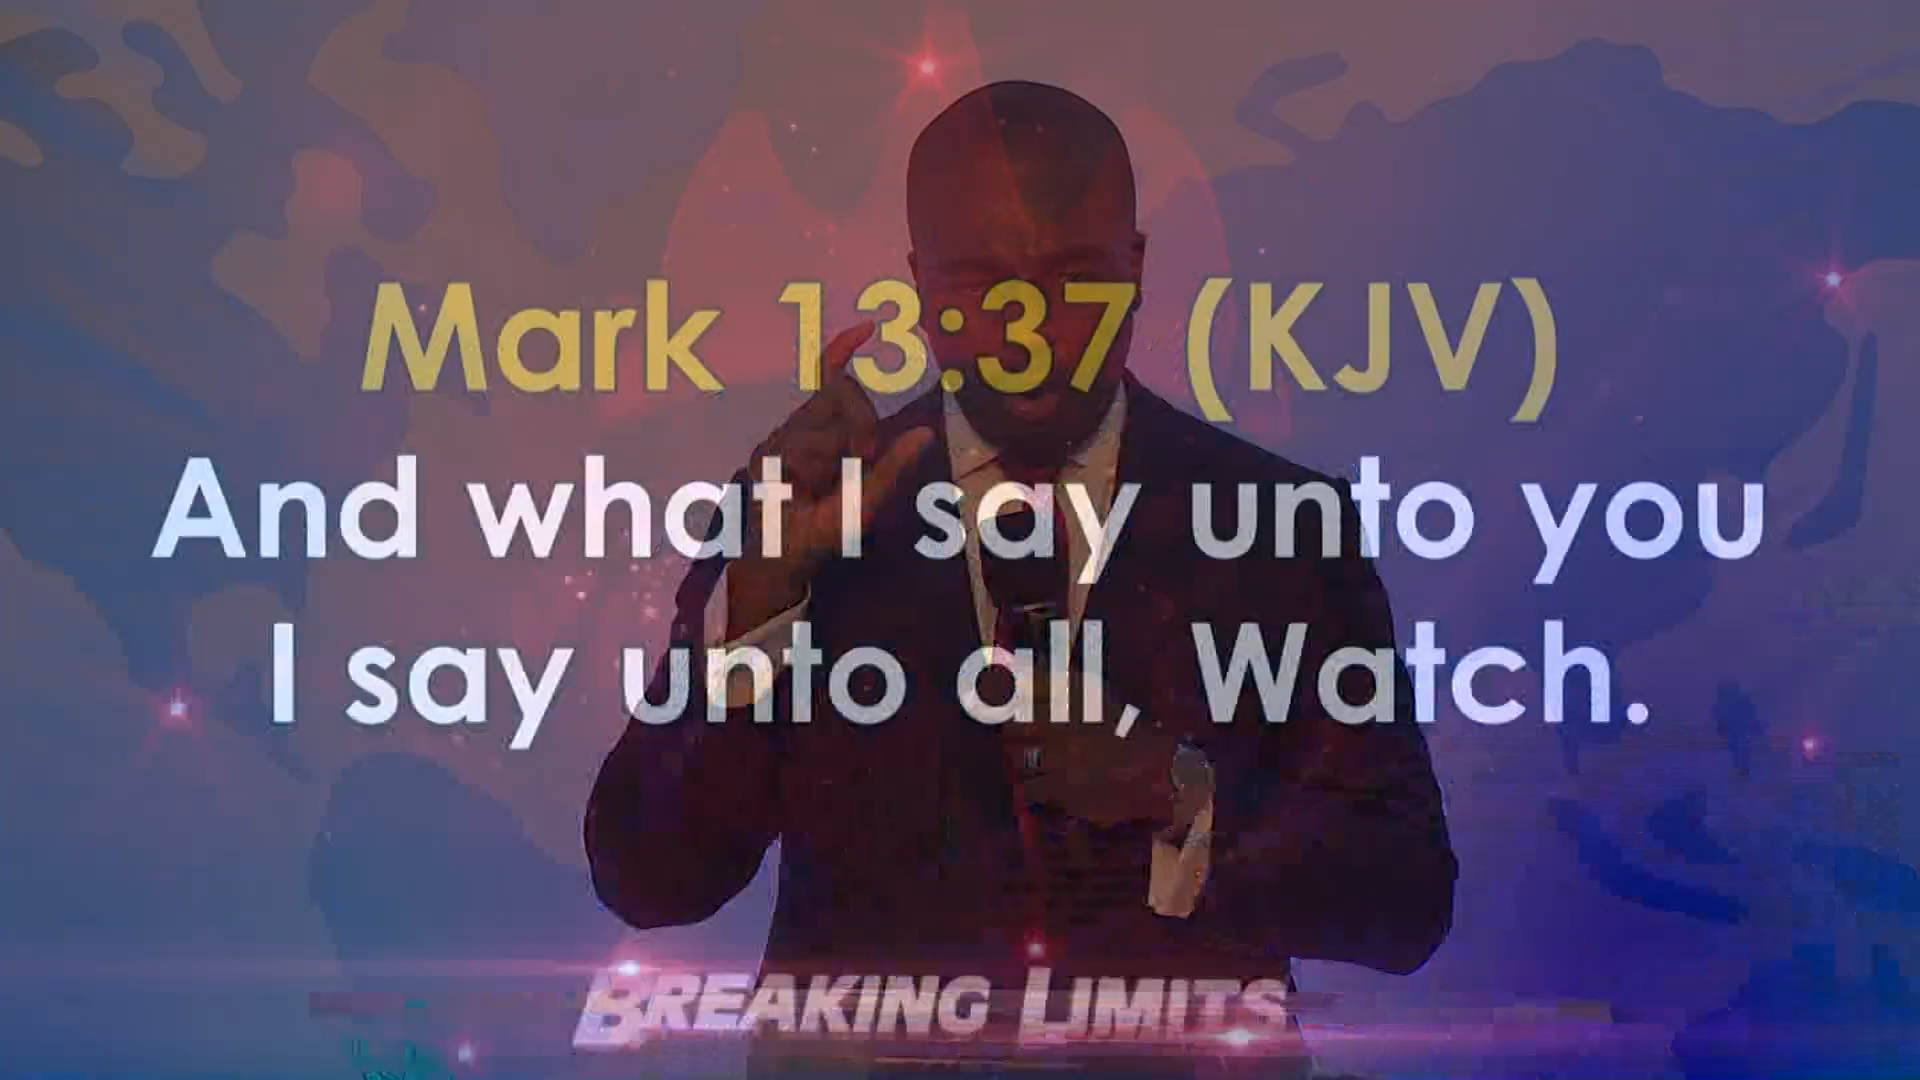 Mark 13:37 (KJV)
And what I say unto you
I say unto all, Watch.
BREAKING LIMITS